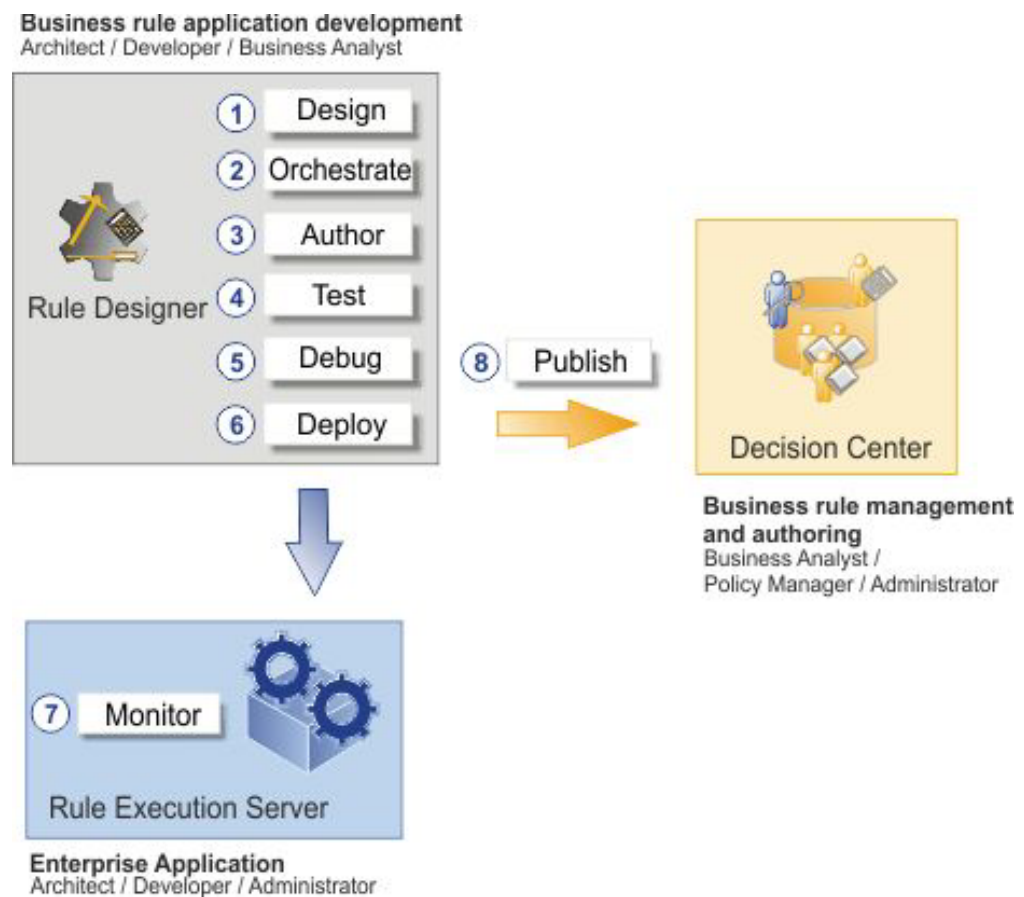 Business rule application development
Architect / Developer / Business Analyst
1 Design
2 Orchestrate
3 Author
Rule Designer
4 Test
5 Debug
6 Deploy
8 Publish
Decision Center
Business rule management
and authoring
Business Analyst /
Policy Manager / Administrator
7 Monitor
Rule Execution Server
Enterprise Application
Architect / Developer / Administrator